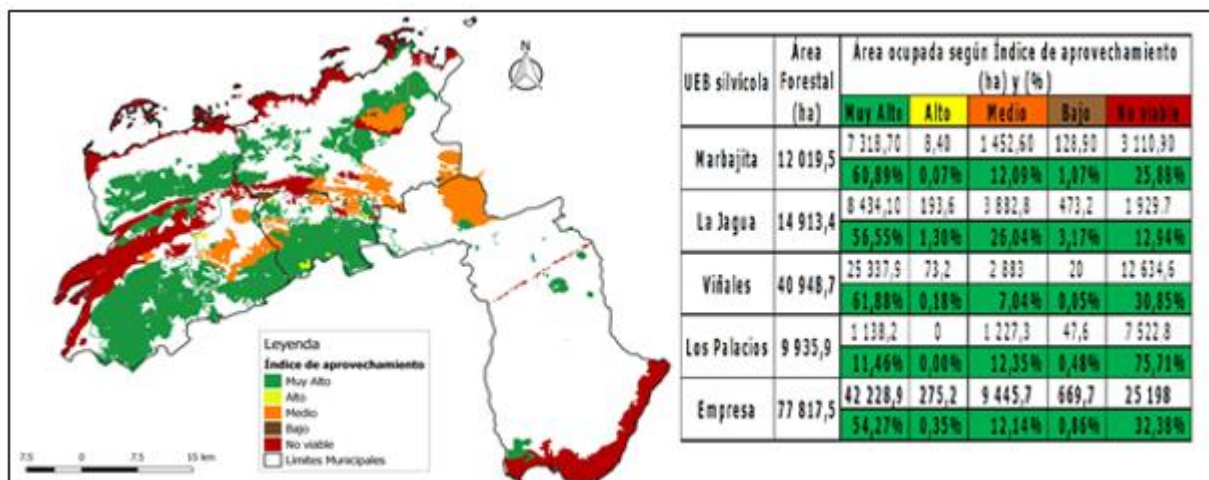 N
Leyenda
Índice de aprovechamiento
Muy Alto
Alto
Medio
Bajo
No viable
Límites Municipales
7.5 0 7.5 15 km
UEB silvícola Área Forestal (ha) Área ocupada según Índice de aprovechamiento (ha) y (%)
Muy Alto Alto Medio Bajo No viable
Marbajita 12 019,5 7 318,70 8,40 1 452,60 128,90 3 110,90
60,89% 0,07% 12,09% 1,07% 25,88%
La Jagua 14 913,4 8 434,10 193,6 3 882,8 473,2 1 929.7
56,55% 1,30% 26,04% 3,17% 12,94%
Viñales 40 948,7 25 337,9 73,2 2 883 20 12 634,6
61,88% 0,18% 7,04% 0,05% 30,85%
Los Palacios 9 935,9 1 138,2 0 1 227,3 47,6 7 522.8
11,46% 0,00% 12,35% 0,48% 75,71%
Empresa 77 817,5 42 228,9 275,2 9 445,7 669,7 25 198
54,27% 0,35% 12,14% 0,86% 32,38%